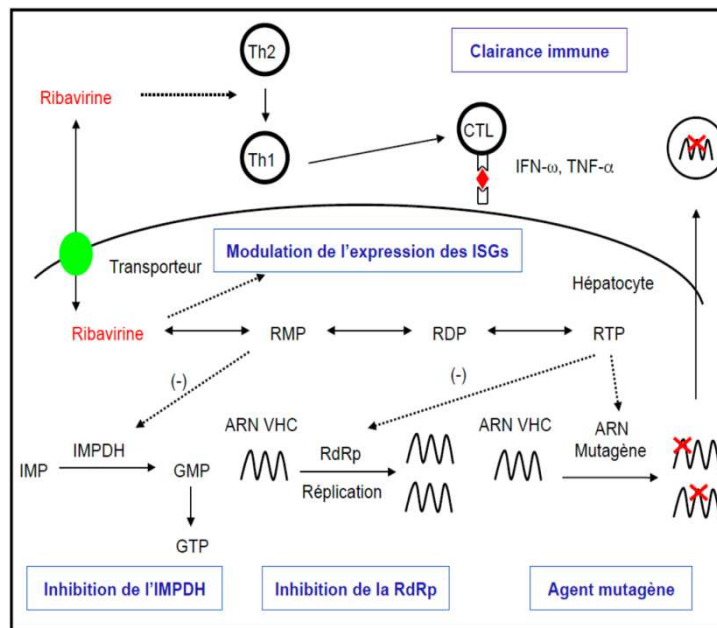 Th2
Clairance immune
Ribavirine
Th1
CTL
IFN-ω, TNF-α
Transporteur
Modulation de l'expression des ISGs
Hépatocyte
Ribavirine
RMP
RDP
RTP
(-)
(-)
ARN VHC
ARN VHC
ARN
Mutagène
IMP
IMPDH
GMP
RdRp
Réplication
GTP
Inhibition de l'IMPDH
Inhibition de la RdRp
Agent mutagène